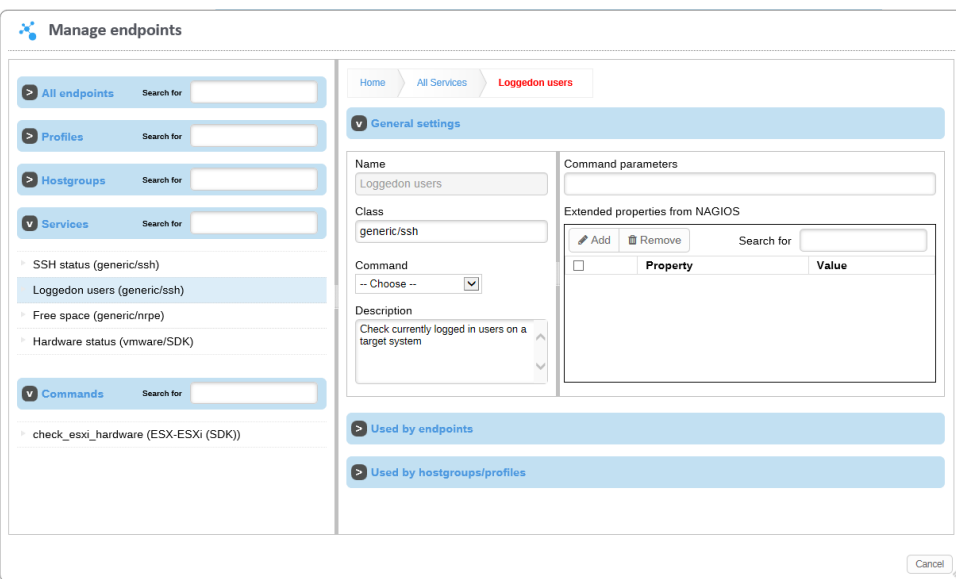 Manage endpoints
> All endpoints Search for
> Profiles Search for
> Hostgroups Search for
v Services Search for
SSH status (generic/ssh)
Loggedon users (generic/ssh)
Free space (generic/nrpe)
Hardware status (vmware/SDK)
v Commands Search for
check_esxi_hardware (ESX-ESXi (SDK))
Home All Services Loggedon users
v General settings
Name
Loggedon users
Class
generic/ssh
Command
-- Choose --
Description
Check currently logged in users on a
target system
Command parameters
Extended properties from NAGIOS
Add Remove Search for
Property Value
> Used by endpoints
> Used by hostgroups/profiles
Cancel